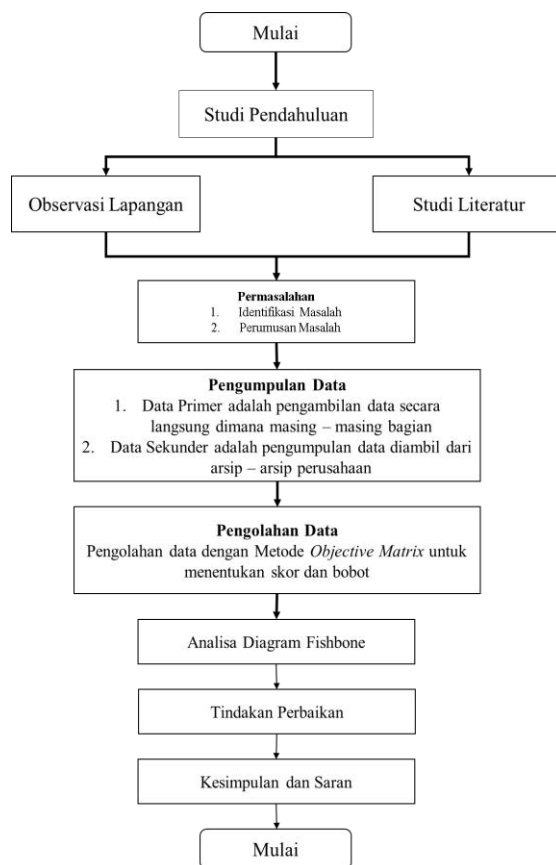 Mulai
Studi Pendahuluan
Observasi Lapangan
Studi Literatur
Permasalahan
1. Identifikasi Masalah
2. Perumusan Masalah
Pengumpulan Data
1. Data Primer adalah pengambilan data secara
langsung dimana masing – masing bagian
2. Data Sekunder adalah pengumpulan data diambil dari
arsip – arsip perusahaan
Pengolahan Data
Pengolahan data dengan Metode Objective Matrix untuk
menentukan skor dan bobot
Analisa Diagram Fishbone
Tindakan Perbaikan
Kesimpulan dan Saran
Mulai